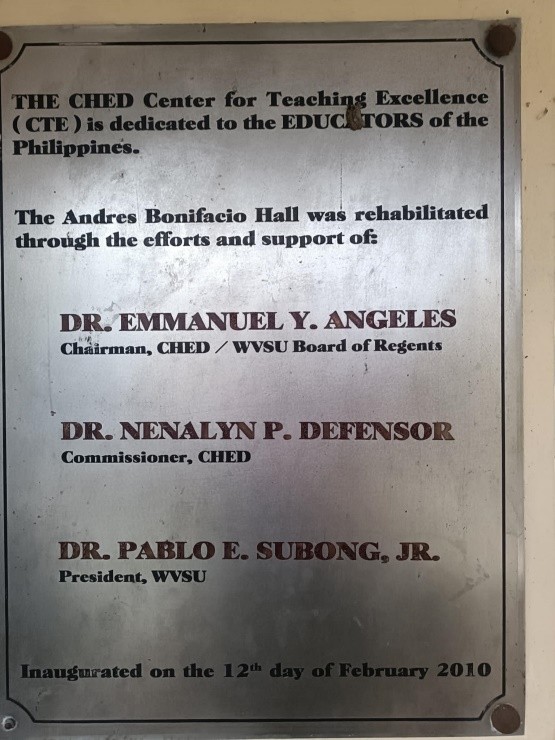 THE CHED Center for Teaching Excellence
( CTE ) is dedicated to the EDUCATORS of the
Philippines.
The Andres Bonifacio Hall was rehabilitated
through the efforts and support of:
DR. EMMANUEL Y. ANGELES
Chairman, CHED / WVSU Board of Regents
DR. NENALYN P. DEFENSOR
Commissioner, CHED
DR. PABLO E. SUBONG, JR.
President, WVSU
Inaugurated on the 12th day of February 2010